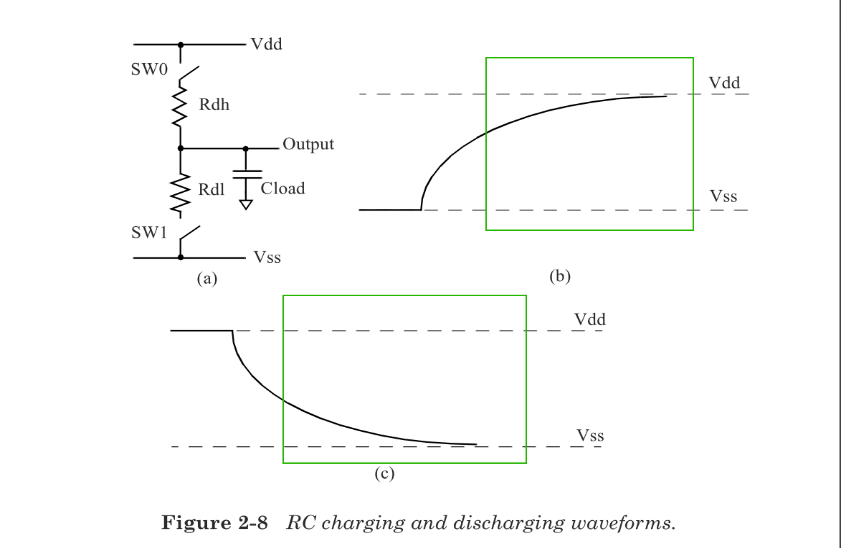 Vdd
SW0
Rdh
Output
Rdl
Cload
SW1
Vss
(a)
Vdd
Vss
(b)
Vdd
Vss
(c)
Figure 2-8 RC charging and discharging waveforms.